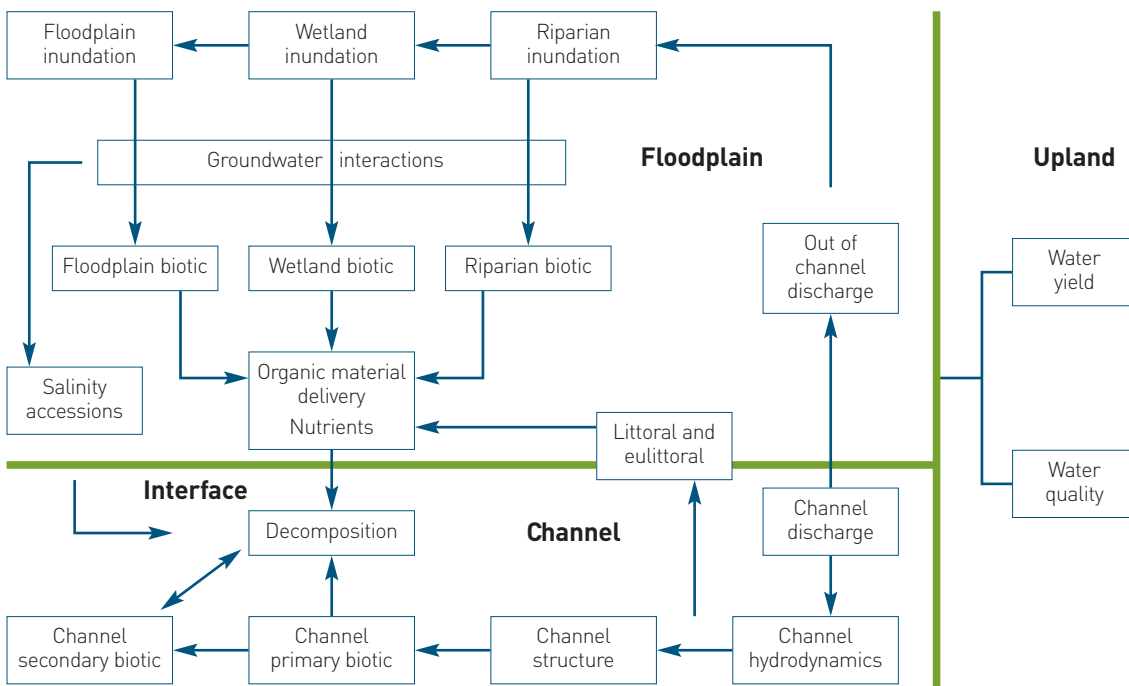 Floodplain
inundation
Wetland
inundation
Riparian
inundation
Groundwater interactions
Floodplain
Upland
Floodplain biotic
Wetland biotic
Riparian biotic
Out of
channel
discharge
Water
yield
Salinity
accessions
Organic material
delivery
Nutrients
Littoral and
eulittoral
Interface
Channel
Decomposition
Channel
discharge
Water
quality
Channel
secondary biotic
Channel
primary biotic
Channel
structure
Channel
hydrodynamics